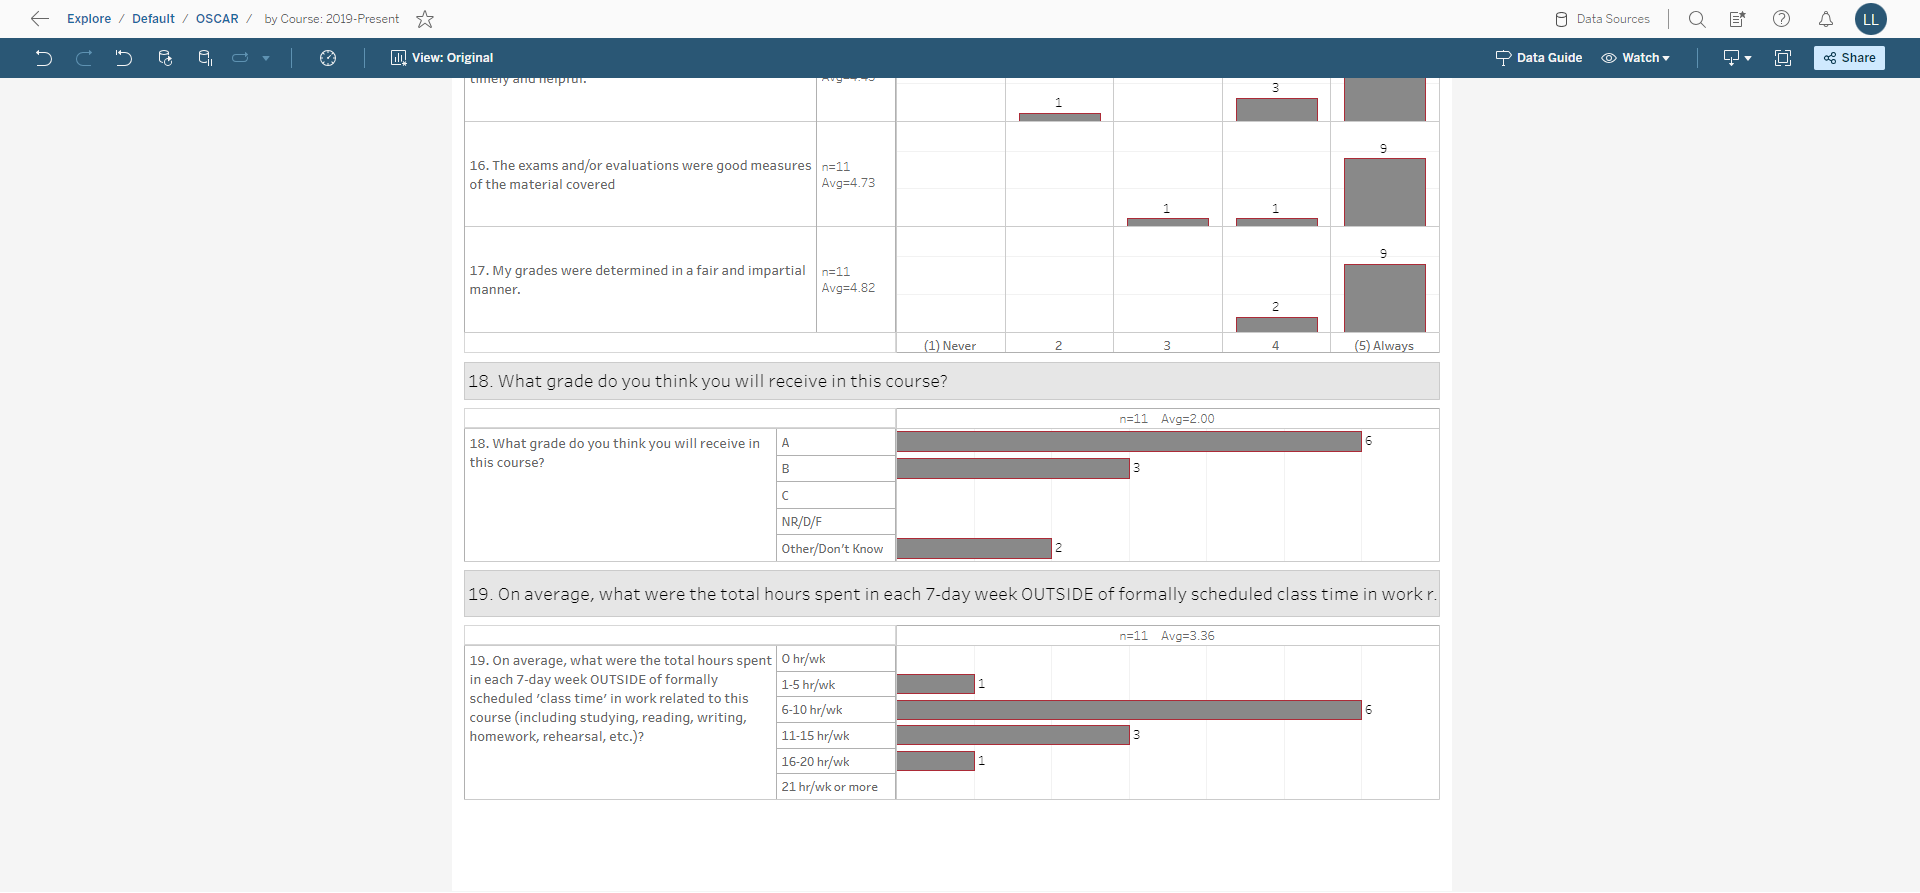 Explore / Default / OSCAR / by Course: 2019-Present
Data Sources
LL
View: Original
Data Guide
Watch
Share
timely and helpful.
Avg=4.45
1
3
16. The exams and/or evaluations were good measures
of the material covered
n=11
Avg=4.73
1
1
9
17. My grades were determined in a fair and impartial
manner.
n=11
Avg=4.82
2
9
(1) Never
2
3
4
(5) Always
18. What grade do you think you will receive in this course?
n=11 Avg=2.00
18. What grade do you think you will receive in
this course?
A
6
B
3
C
NR/D/F
Other/Don't Know
2
19. On average, what were the total hours spent in each 7-day week OUTSIDE of formally scheduled class time in work r.
n=11 Avg=3.36
19. On average, what were the total hours spent
in each 7-day week OUTSIDE of formally
scheduled ‘class time’ in work related to this
course (including studying, reading, writing,
homework, rehearsal, etc.)?
0 hr/wk
1-5 hr/wk
1
6-10 hr/wk
6
11-15 hr/wk
3
16-20 hr/wk
1
21 hr/wk or more